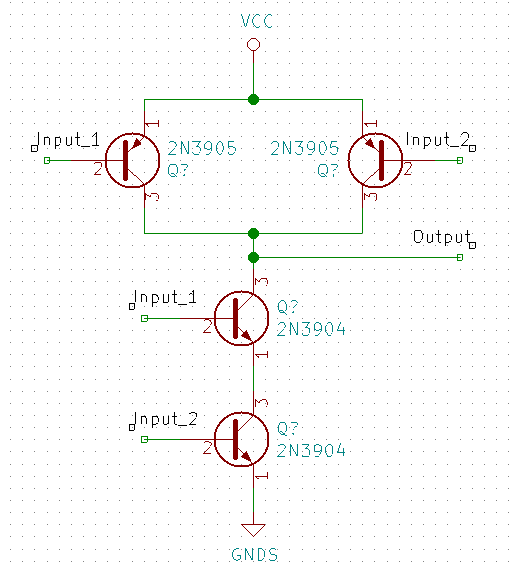 VCC
1
1
Input_1
2N3905
2N3905
Input_2
2
Q?
Q?
2
3
3
Output
3
Input_1
Q?
2
2N3904
1
3
Input_2
Q?
2
2N3904
1
GNDS